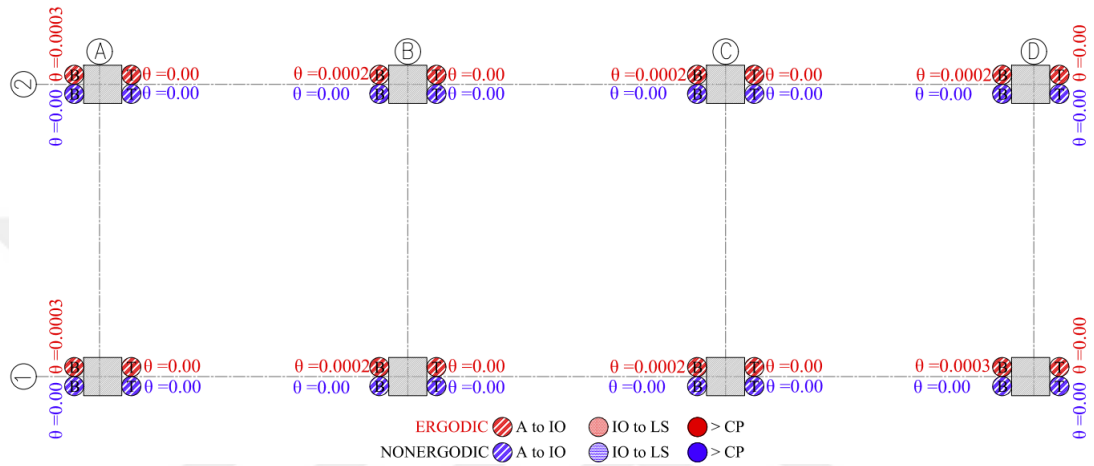 A B C D
θ =0.0003 θ =0.00 θ =0.0002 θ =0.00 θ =0.0002 θ =0.00 θ =0.0002 θ =0.00
B T B T B T B T
2
B T B T B T B T
θ =0.00 θ =0.00 θ =0.00 θ =0.00 θ =0.00 θ =0.00 θ =0.00 θ =0.00
θ =0.0003 θ =0.00 θ =0.0002 θ =0.00 θ =0.0002 θ =0.00 θ =0.0003 θ =0.00
B T B T B T B T
1
B T B T B T B T
θ =0.00 θ =0.00 θ =0.00 θ =0.00 θ =0.00 θ =0.00 θ =0.00 θ =0.00
ERGODIC A to IO IO to LS > CP
NONERGODIC A to IO IO to LS > CP